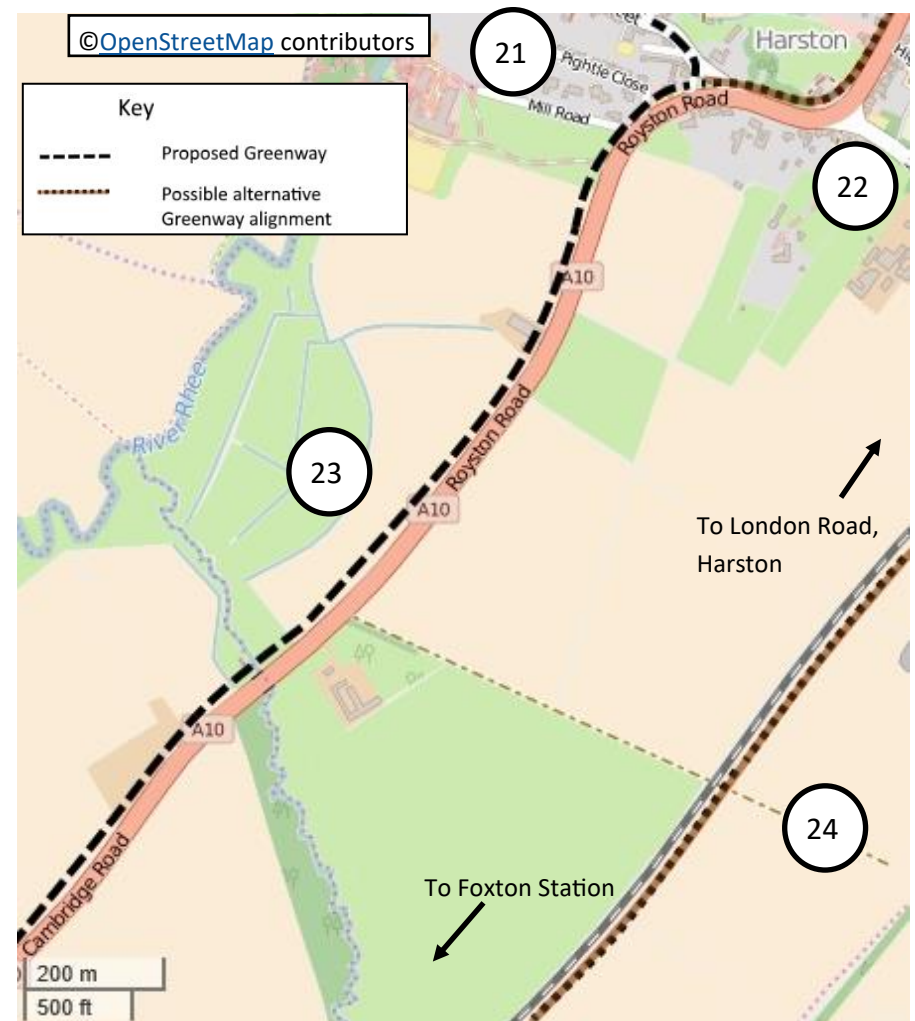 ©OpenStreetMap contributors
Key
Proposed Greenway
Possible alternative
Greenway alignment
21
Pightle Close
Mill Road
Harston
Royston Road
22
A10
River Rhee
23
Royston Road
A10
To London Road,
Harston
A10
24
To Foxton Station
Cambridge Road
200 m
500 ft